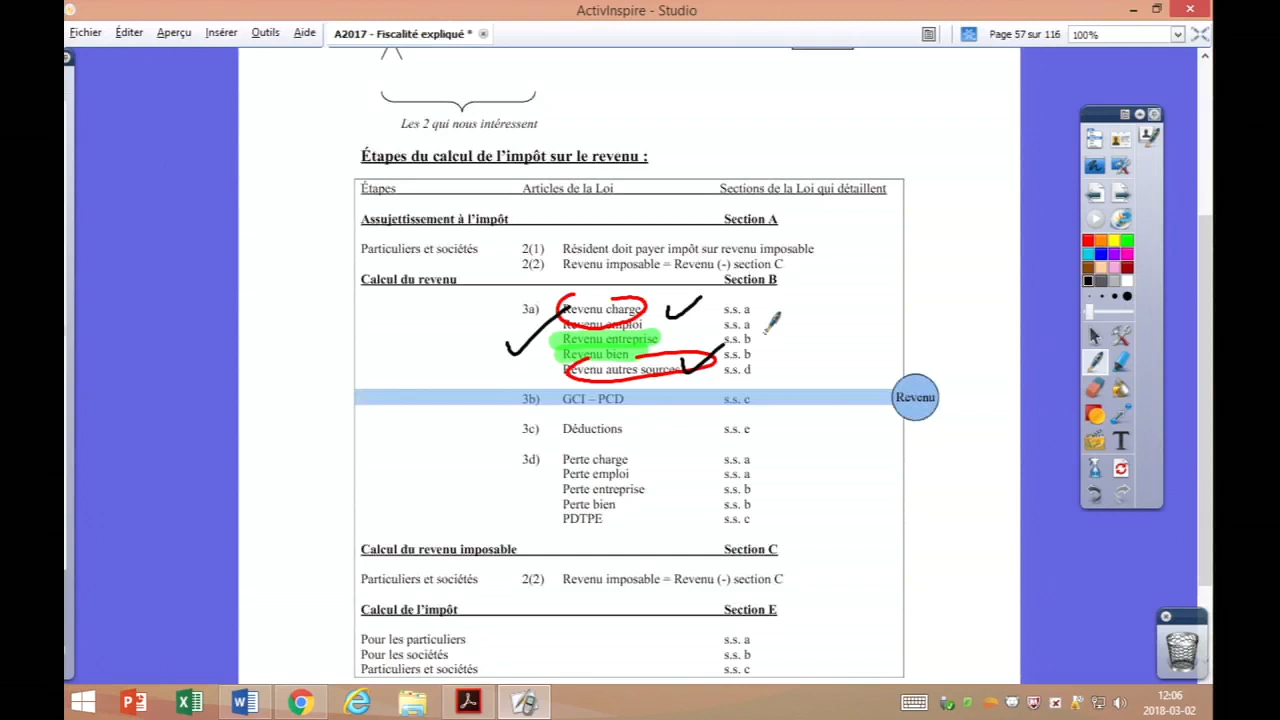 ActivInspire - Studio
Fichier Éditer Aperçu Insérer Outils Aide A2017 - Fiscalité expliqué * Page 57 sur 116 100%
Les 2 qui nous intéressent
Étapes du calcul de l'impôt sur le revenu :
Étapes Articles de la Loi Sections de la Loi qui détaillent
Assujettissement à l'impôt Section A
Particuliers et sociétés 2(1) Résident doit payer impôt sur revenu imposable
2(2) Revenu imposable = Revenu (-) section C
Calcul du revenu Section B
3a) Revenu charge s.s. a
Revenu emploi s.s. a
Revenu entreprise s.s. b
Revenu bien s.s. b
Revenu autres sources s.s. d
3b) GCI – PCD s.s. c Revenu
3c) Déductions s.s. e
3d) Perte charge s.s. a
Perte emploi s.s. a
Perte entreprise s.s. b
Perte bien s.s. b
PDTPE s.s. c
Calcul du revenu imposable Section C
Particuliers et sociétés 2(2) Revenu imposable = Revenu (-) section C
Calcul de l'impôt Section E
Pour les particuliers s.s. a
Pour les sociétés s.s. b
Particuliers et sociétés s.s. c
12:06
2018-03-02